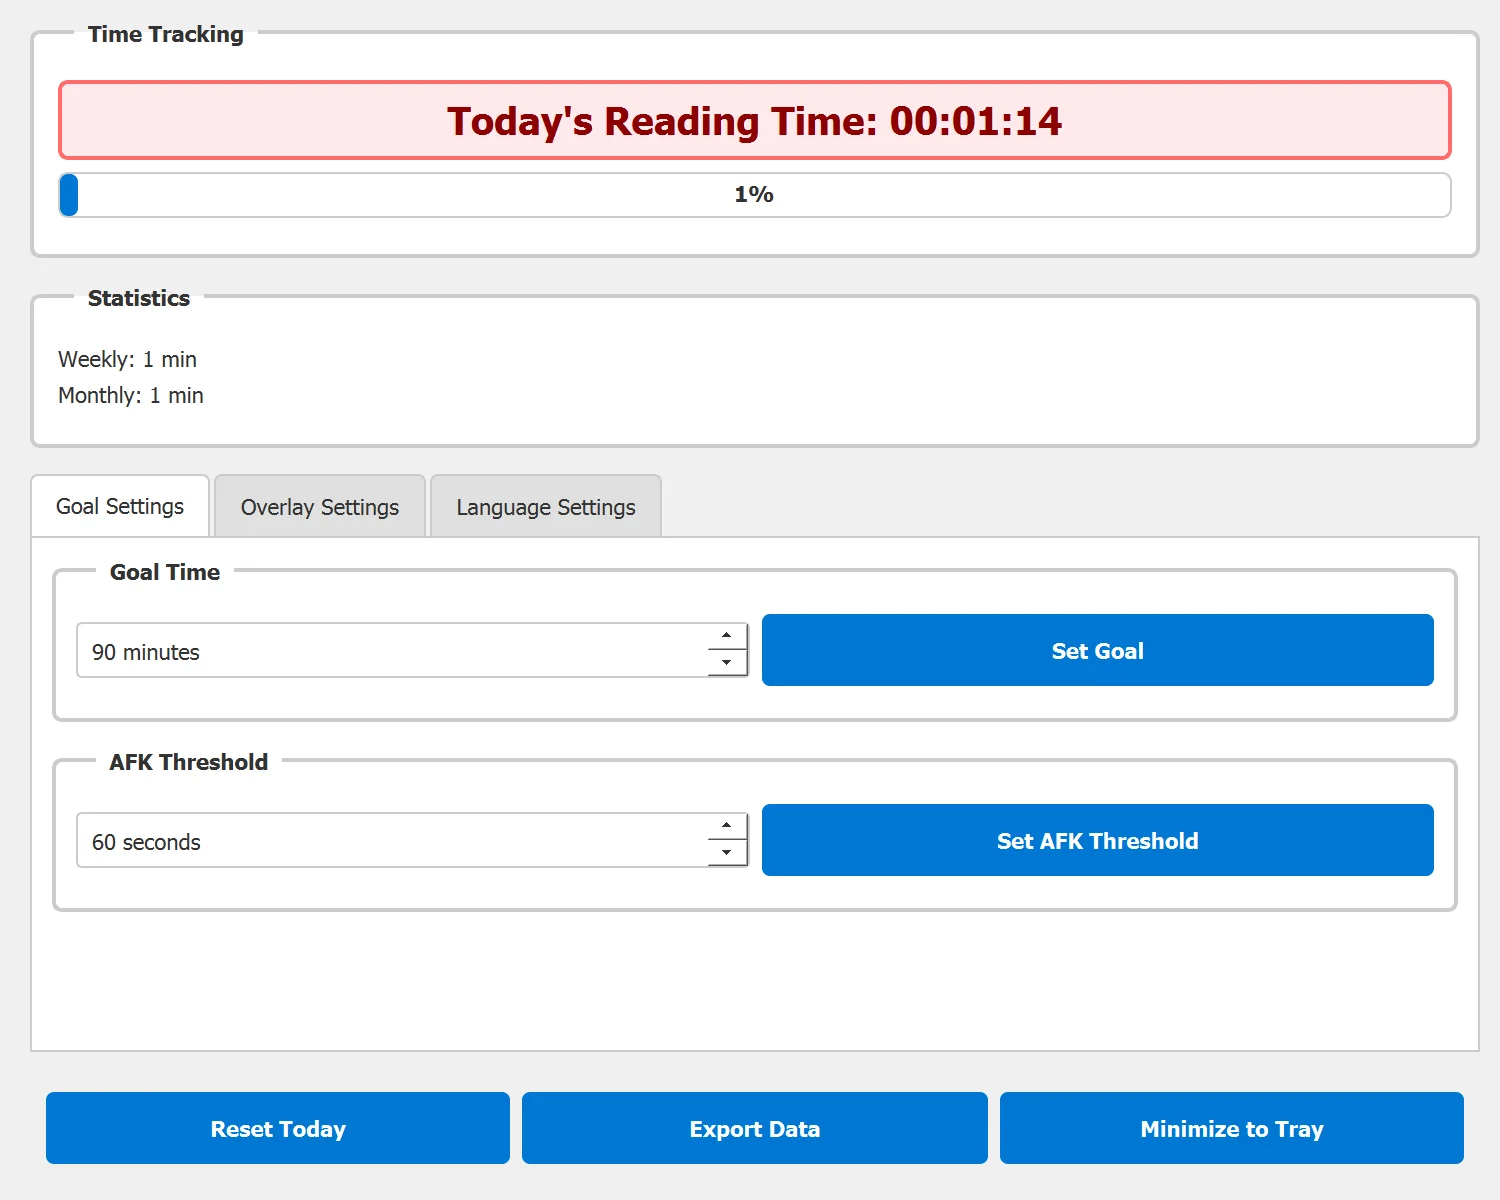 Time Tracking
Today's Reading Time: 00:01:14
1%
Statistics
Weekly: 1 min
Monthly: 1 min
Goal Settings
Overlay Settings
Language Settings
Goal Time
90 minutes
Set Goal
AFK Threshold
60 seconds
Set AFK Threshold
Reset Today
Export Data
Minimize to Tray